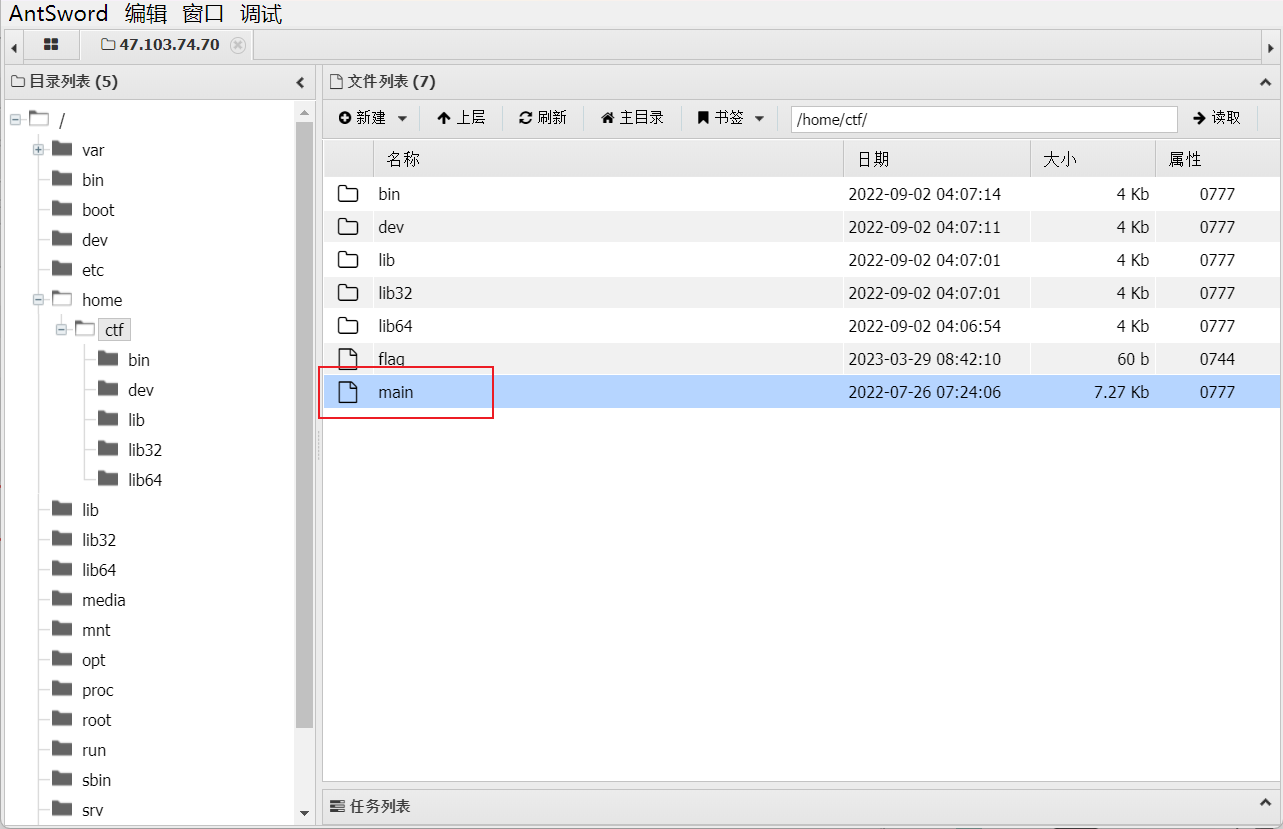 AntSword 编辑 窗口 调试
47.103.74.70
目录列表 (5)
/
var
bin
boot
dev
etc
home
ctf
bin
dev
lib
lib32
lib64
lib
lib32
lib64
media
mnt
opt
proc
root
run
sbin
srv
文件列表 (7)
新建 上层 刷新 主目录 书签 /home/ctf/ 读取
名称 日期 大小 属性
bin 2022-09-02 04:07:14 4 Kb 0777
dev 2022-09-02 04:07:11 4 Kb 0777
lib 2022-09-02 04:07:01 4 Kb 0777
lib32 2022-09-02 04:07:01 4 Kb 0777
lib64 2022-09-02 04:06:54 4 Kb 0777
flag 2023-03-29 08:42:10 60 b 0744
main 2022-07-26 07:24:06 7.27 Kb 0777
任务列表